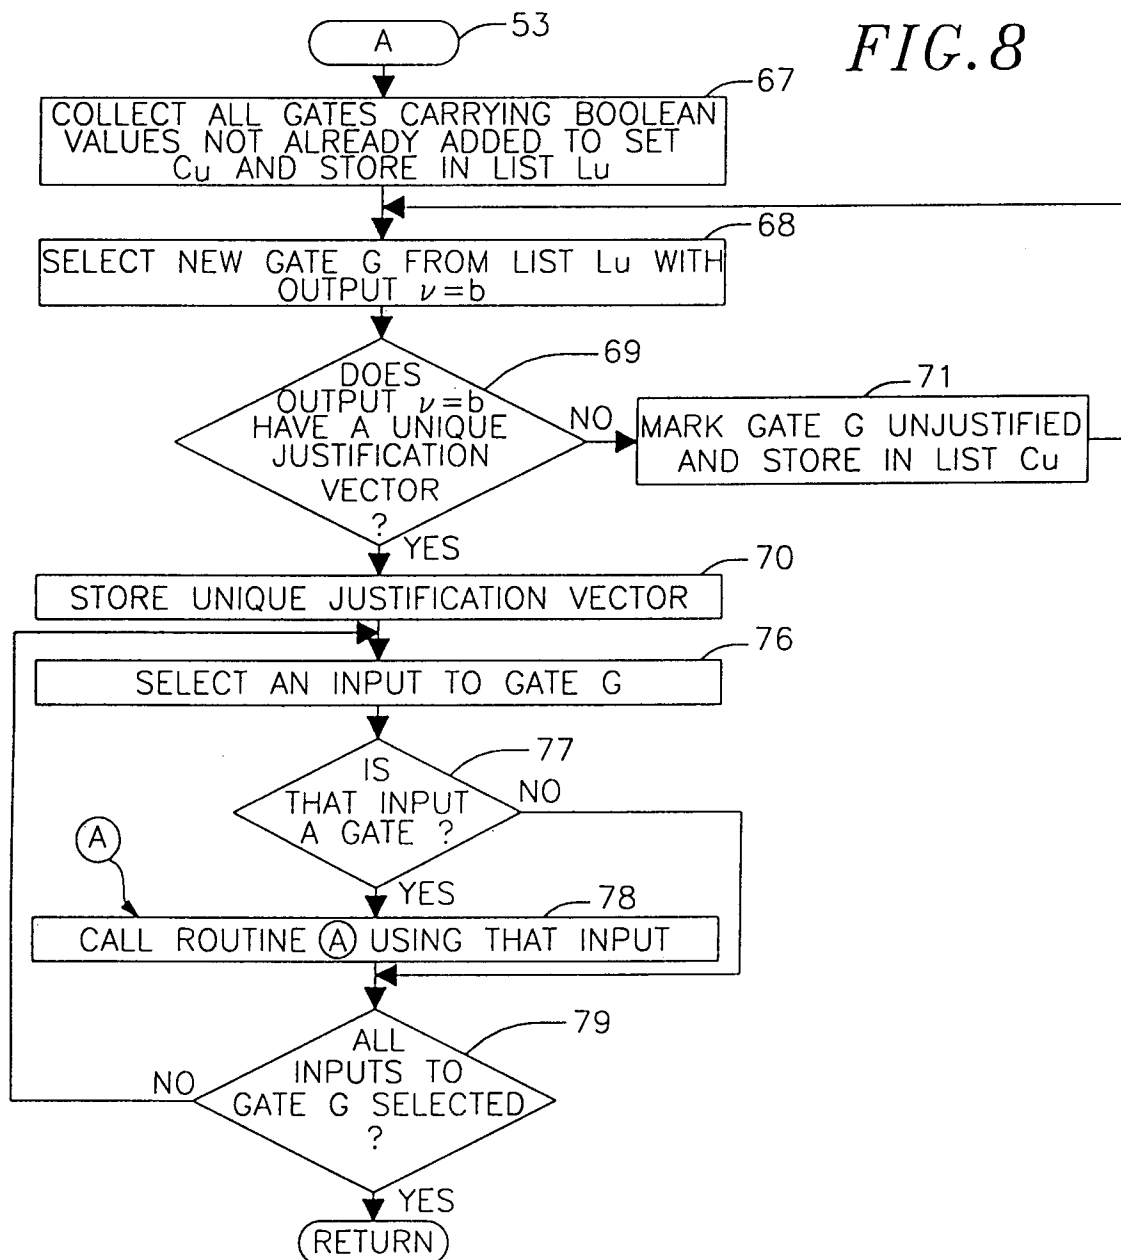 FIG.8
A
53
67
COLLECT ALL GATES CARRYING BOOLEAN
VALUES NOT ALREADY ADDED TO SET
Cu AND STORE IN LIST Lu
68
SELECT NEW GATE G FROM LIST Lu WITH
OUTPUT ν=b
69
DOES
OUTPUT ν=b
HAVE A UNIQUE
JUSTIFICATION
VECTOR
?
NO
71
MARK GATE G UNJUSTIFIED
AND STORE IN LIST Cu
YES
70
STORE UNIQUE JUSTIFICATION VECTOR
76
SELECT AN INPUT TO GATE G
77
IS
THAT INPUT
A GATE ?
NO
A
YES
78
CALL ROUTINE A USING THAT INPUT
79
ALL
INPUTS TO
GATE G SELECTED
?
NO
YES
RETURN